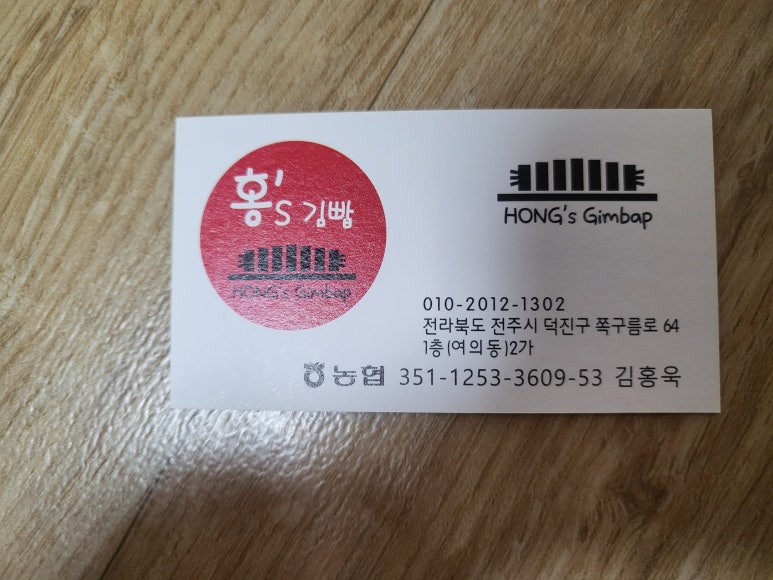 홍's 김빱
HONG's Gimbap
HONG's Gimbap
010-2012-1302
전라북도 전주시 덕진구 쪽구름로 64
1층(여의동)2가
농협 351-1253-3609-53 김홍욱